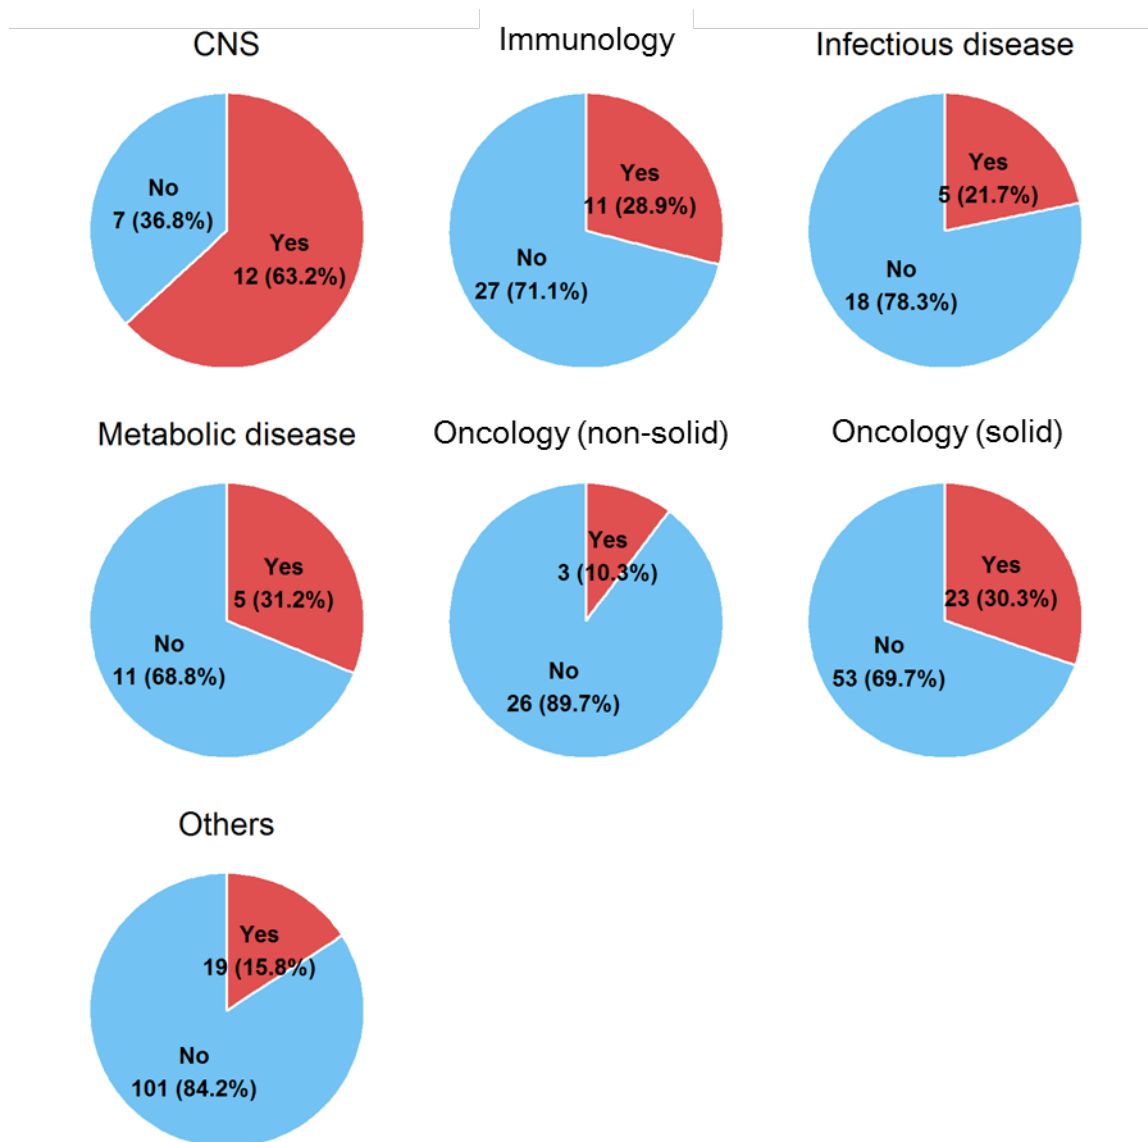 CNS
No
7 (36.8%)
Yes
12 (63.2%)
Immunology
Yes
11 (28.9%)
No
27 (71.1%)
Infectious disease
Yes
5 (21.7%)
No
18 (78.3%)
Metabolic disease
Yes
5 (31.2%)
No
11 (68.8%)
Oncology (non-solid)
Yes
3 (10.3%)
No
26 (89.7%)
Oncology (solid)
Yes
23 (30.3%)
No
53 (69.7%)
Others
Yes
19 (15.8%)
No
101 (84.2%)